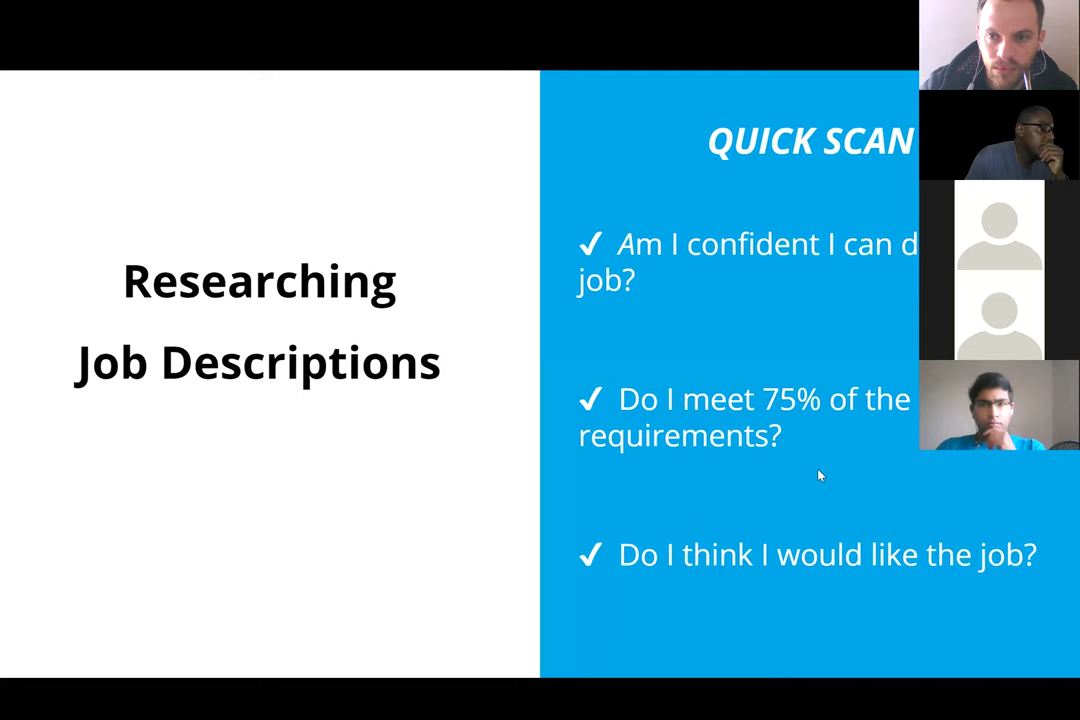 Researching
Job Descriptions
QUICK SCAN
✔ Am I confident I can d
job?
✔ Do I meet 75% of the
requirements?
✔ Do I think I would like the job?